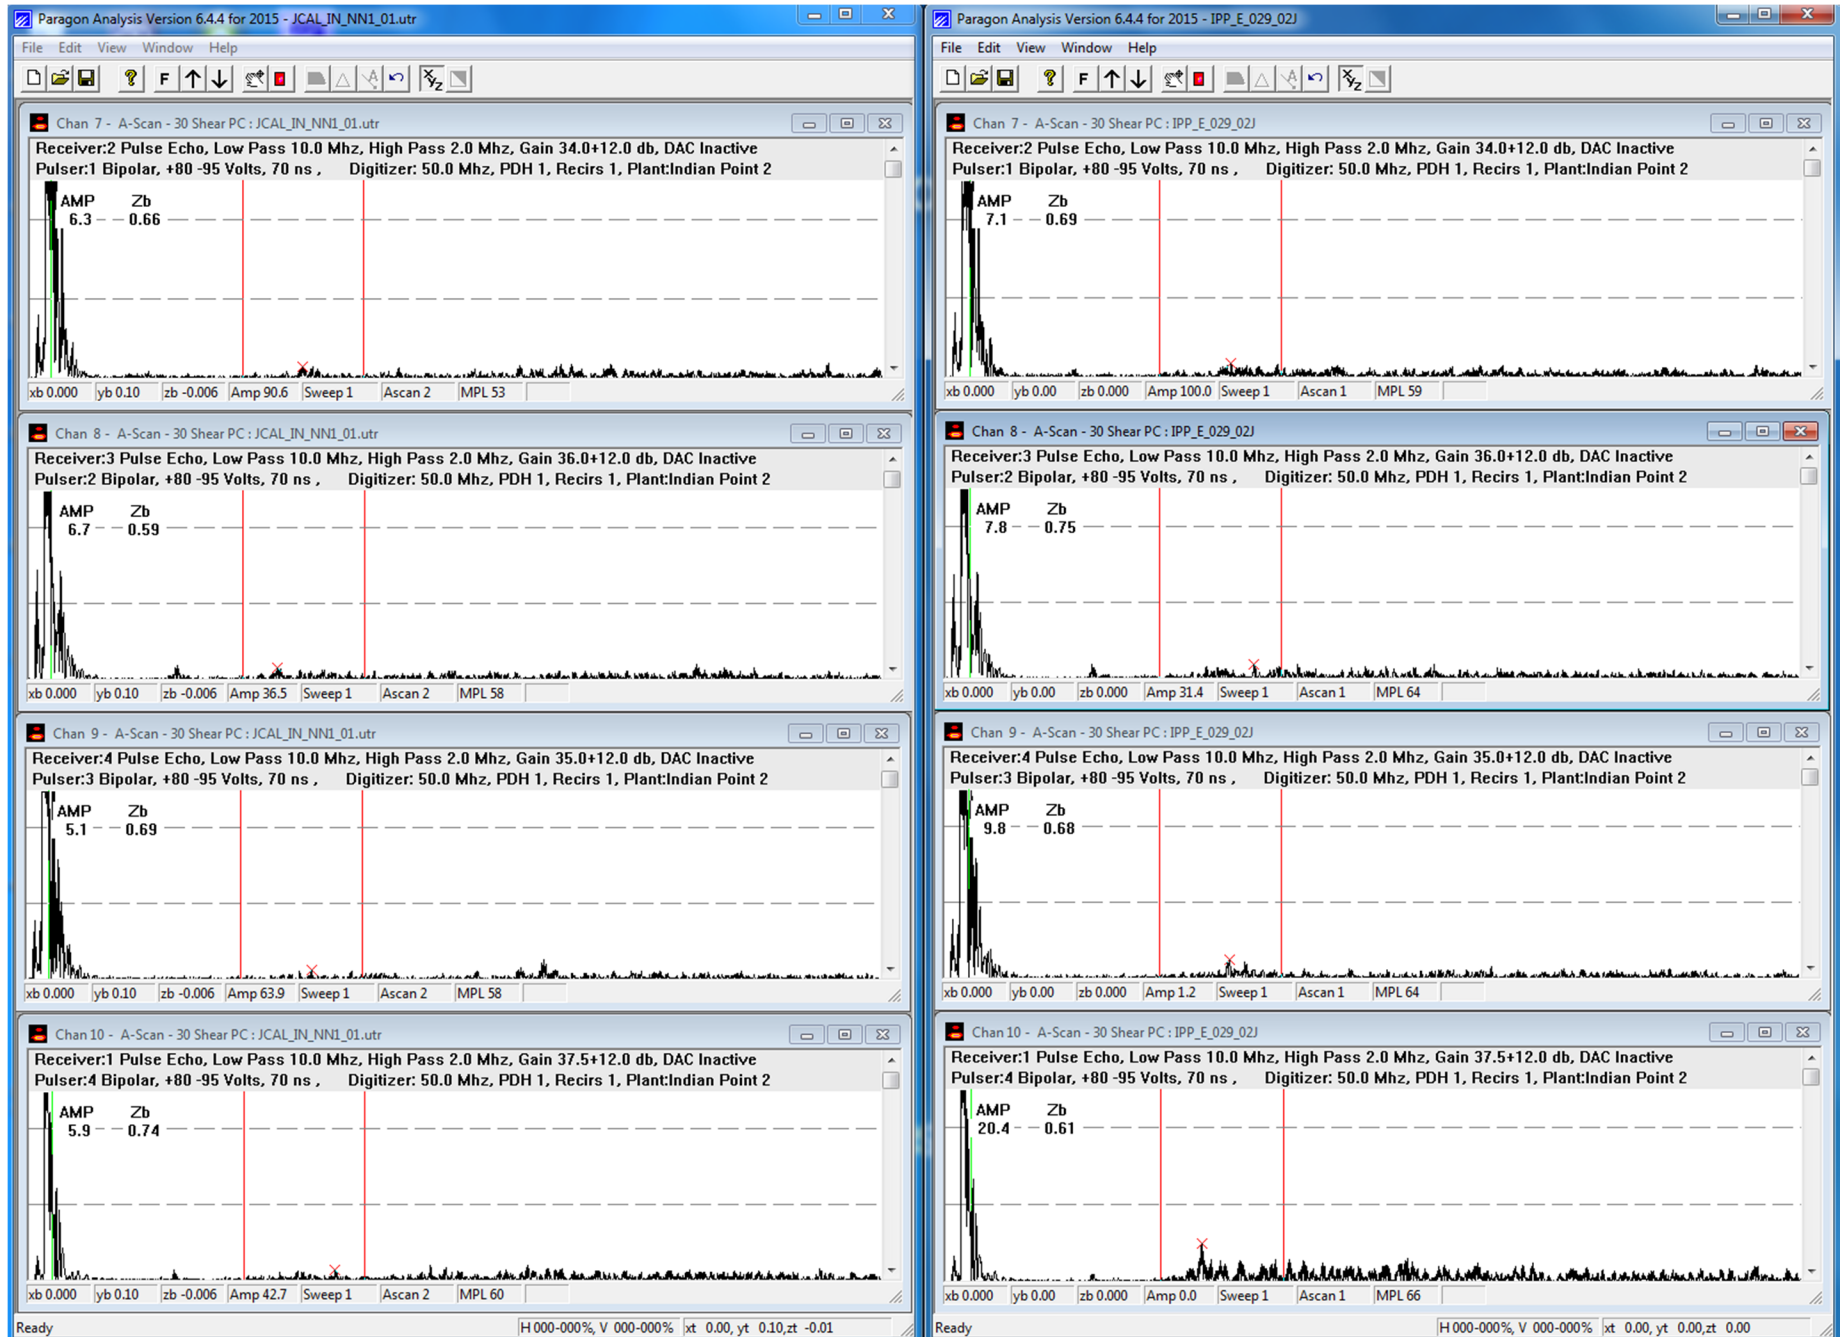 Paragon Analysis Version 6.4.4 for 2015 - JCAL_IN_NN1_01.utr
File Edit View Window Help
Chan 7 - A-Scan - 30 Shear PC : JCAL_IN_NN1_01.utr
Receiver:2 Pulse Echo, Low Pass 10.0 Mhz, High Pass 2.0 Mhz, Gain 34.0+12.0 db, DAC Inactive
Pulser:1 Bipolar, +80 -95 Volts, 70 ns , Digitizer: 50.0 Mhz, PDH 1, Recirs 1, Plant:Indian Point 2
AMP Zb
6.3 0.66
xb 0.000 yb 0.10 zb -0.006 Amp 90.6 Sweep 1 Ascan 2 MPL 53
Chan 8 - A-Scan - 30 Shear PC : JCAL_IN_NN1_01.utr
Receiver:3 Pulse Echo, Low Pass 10.0 Mhz, High Pass 2.0 Mhz, Gain 36.0+12.0 db, DAC Inactive
Pulser:2 Bipolar, +80 -95 Volts, 70 ns , Digitizer: 50.0 Mhz, PDH 1, Recirs 1, Plant:Indian Point 2
AMP Zb
6.7 0.59
xb 0.000 yb 0.10 zb -0.006 Amp 36.5 Sweep 1 Ascan 2 MPL 58
Chan 9 - A-Scan - 30 Shear PC : JCAL_IN_NN1_01.utr
Receiver:4 Pulse Echo, Low Pass 10.0 Mhz, High Pass 2.0 Mhz, Gain 35.0+12.0 db, DAC Inactive
Pulser:3 Bipolar, +80 -95 Volts, 70 ns , Digitizer: 50.0 Mhz, PDH 1, Recirs 1, Plant:Indian Point 2
AMP Zb
5.1 0.69
xb 0.000 yb 0.10 zb -0.006 Amp 63.9 Sweep 1 Ascan 2 MPL 58
Chan 10 - A-Scan - 30 Shear PC : JCAL_IN_NN1_01.utr
Receiver:1 Pulse Echo, Low Pass 10.0 Mhz, High Pass 2.0 Mhz, Gain 37.5+12.0 db, DAC Inactive
Pulser:4 Bipolar, +80 -95 Volts, 70 ns , Digitizer: 50.0 Mhz, PDH 1, Recirs 1, Plant:Indian Point 2
AMP Zb
5.9 0.74
xb 0.000 yb 0.10 zb -0.006 Amp 42.7 Sweep 1 Ascan 2 MPL 60
Ready H 000-000%, V 000-000% xt 0.00, yt 0.10,zt -0.01
Paragon Analysis Version 6.4.4 for 2015 - IPP_E_029_02J
File Edit View Window Help
Chan 7 - A-Scan - 30 Shear PC : IPP_E_029_02J
Receiver:2 Pulse Echo, Low Pass 10.0 Mhz, High Pass 2.0 Mhz, Gain 34.0+12.0 db, DAC Inactive
Pulser:1 Bipolar, +80 -95 Volts, 70 ns , Digitizer: 50.0 Mhz, PDH 1, Recirs 1, Plant:Indian Point 2
AMP Zb
7.1 0.69
xb 0.000 yb 0.00 zb 0.000 Amp 100.0 Sweep 1 Ascan 1 MPL 59
Chan 8 - A-Scan - 30 Shear PC : IPP_E_029_02J
Receiver:3 Pulse Echo, Low Pass 10.0 Mhz, High Pass 2.0 Mhz, Gain 36.0+12.0 db, DAC Inactive
Pulser:2 Bipolar, +80 -95 Volts, 70 ns , Digitizer: 50.0 Mhz, PDH 1, Recirs 1, Plant:Indian Point 2
AMP Zb
7.8 0.75
xb 0.000 yb 0.00 zb 0.000 Amp 31.4 Sweep 1 Ascan 1 MPL 64
Chan 9 - A-Scan - 30 Shear PC : IPP_E_029_02J
Receiver:4 Pulse Echo, Low Pass 10.0 Mhz, High Pass 2.0 Mhz, Gain 35.0+12.0 db, DAC Inactive
Pulser:3 Bipolar, +80 -95 Volts, 70 ns , Digitizer: 50.0 Mhz, PDH 1, Recirs 1, Plant:Indian Point 2
AMP Zb
9.8 0.68
xb 0.000 yb 0.00 zb 0.000 Amp 1.2 Sweep 1 Ascan 1 MPL 64
Chan 10 - A-Scan - 30 Shear PC : IPP_E_029_02J
Receiver:1 Pulse Echo, Low Pass 10.0 Mhz, High Pass 2.0 Mhz, Gain 37.5+12.0 db, DAC Inactive
Pulser:4 Bipolar, +80 -95 Volts, 70 ns , Digitizer: 50.0 Mhz, PDH 1, Recirs 1, Plant:Indian Point 2
AMP Zb
20.4 0.61
xb 0.000 yb 0.00 zb 0.000 Amp 0.0 Sweep 1 Ascan 1 MPL 66
Ready H 000-000%, V 000-000% xt 0.00, yt 0.00,zt 0.00